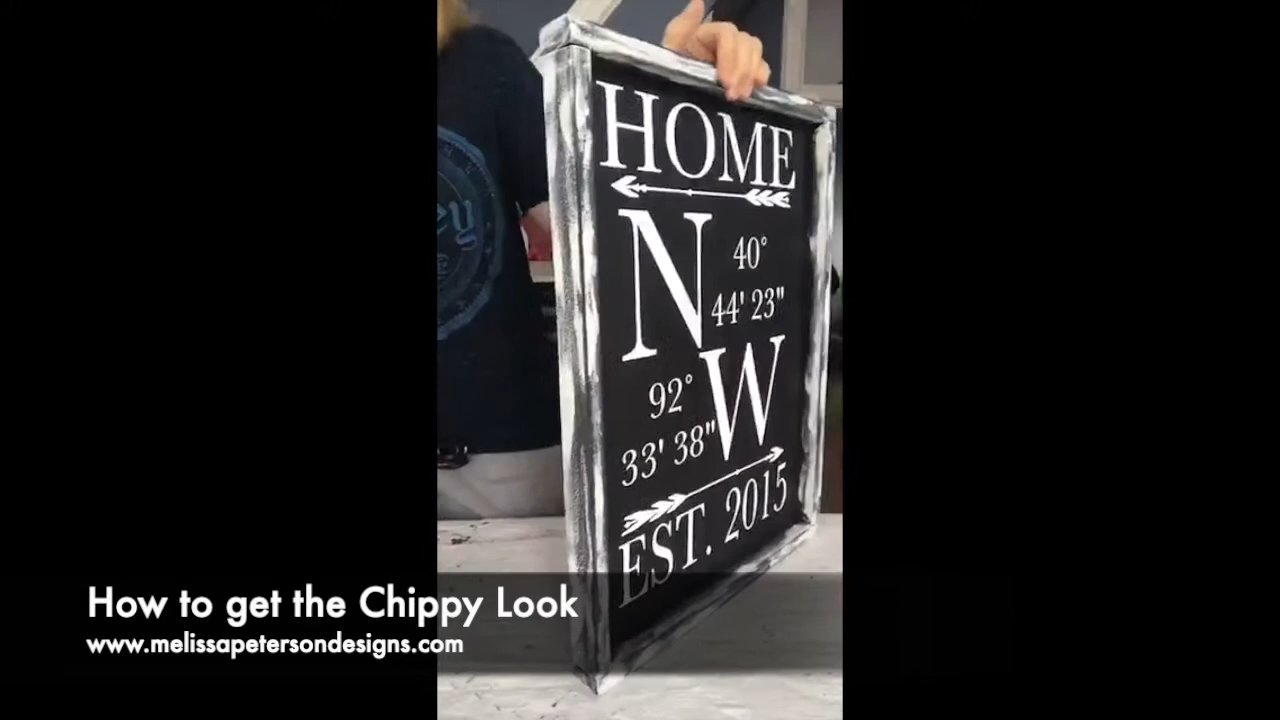 HOME
N 40°
44' 23"
92° W
33' 38"
EST. 2015
How to get the Chippy Look
www.melissapetersondesigns.com